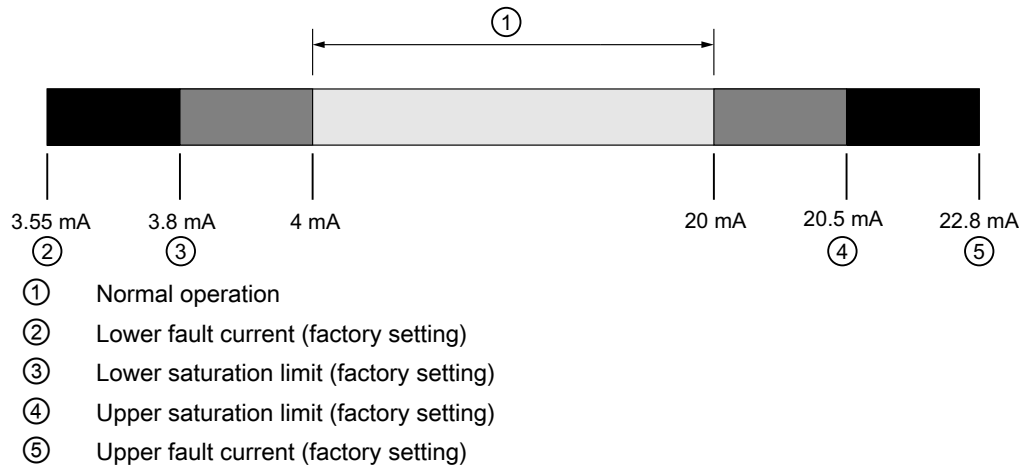 ①
3.55 mA 3.8 mA 4 mA 20 mA 20.5 mA 22.8 mA
② ③ ④ ⑤
① Normal operation
② Lower fault current (factory setting)
③ Lower saturation limit (factory setting)
④ Upper saturation limit (factory setting)
⑤ Upper fault current (factory setting)